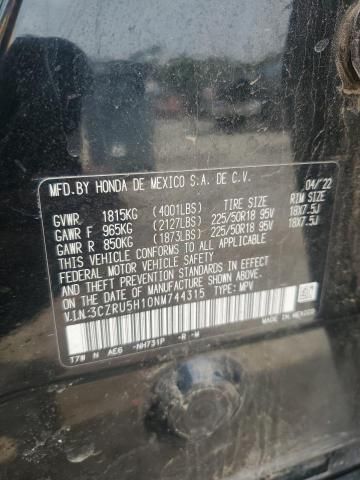 MFD.BY HONDA DE MEXICO S.A. DE C.V. 04/'22
GVWR 1815KG (4001LBS) TIRE SIZE RIM SIZE
GAWR F 965KG (2127LBS) 225/50R18 95V 18X7.5J
GAWR R 850KG (1873LBS) 225/50R18 95V 18X7.5J
THIS VEHICLE CONFORMS TO ALL APPLICABLE
FEDERAL MOTOR VEHICLE SAFETY
AND THEFT PREVENTION STANDARDS IN EFFECT
ON THE DATE OF MANUFACTURE SHOWN ABOVE.
V.I.N:3CZRU5H10NM744315 TYPE: MPV
T7W N AEG -NH731P -R -M
MADE IN MEXICO